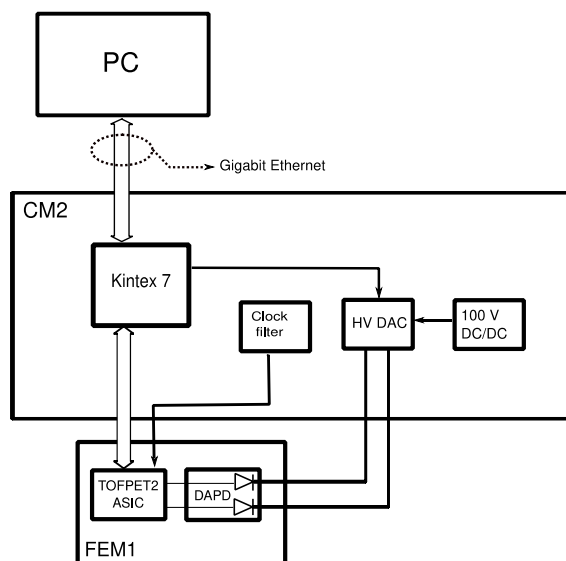 PC
Gigabit Ethernet
CM2
Kintex 7
Clock
filter
HV DAC
100 V
DC/DC
TOFPET2
ASIC
DAPD
FEM1